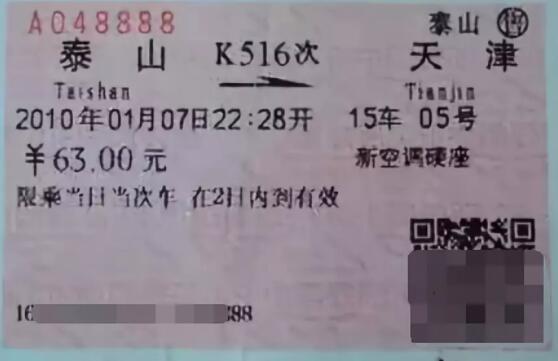 A048888 泰山 售
泰 山 K516次 天 津
Taishan Tianjin
2010年01月07日22:28开 15车 05号
￥63.00元 新空调硬座
限乘当日当次车 在2日内到有效